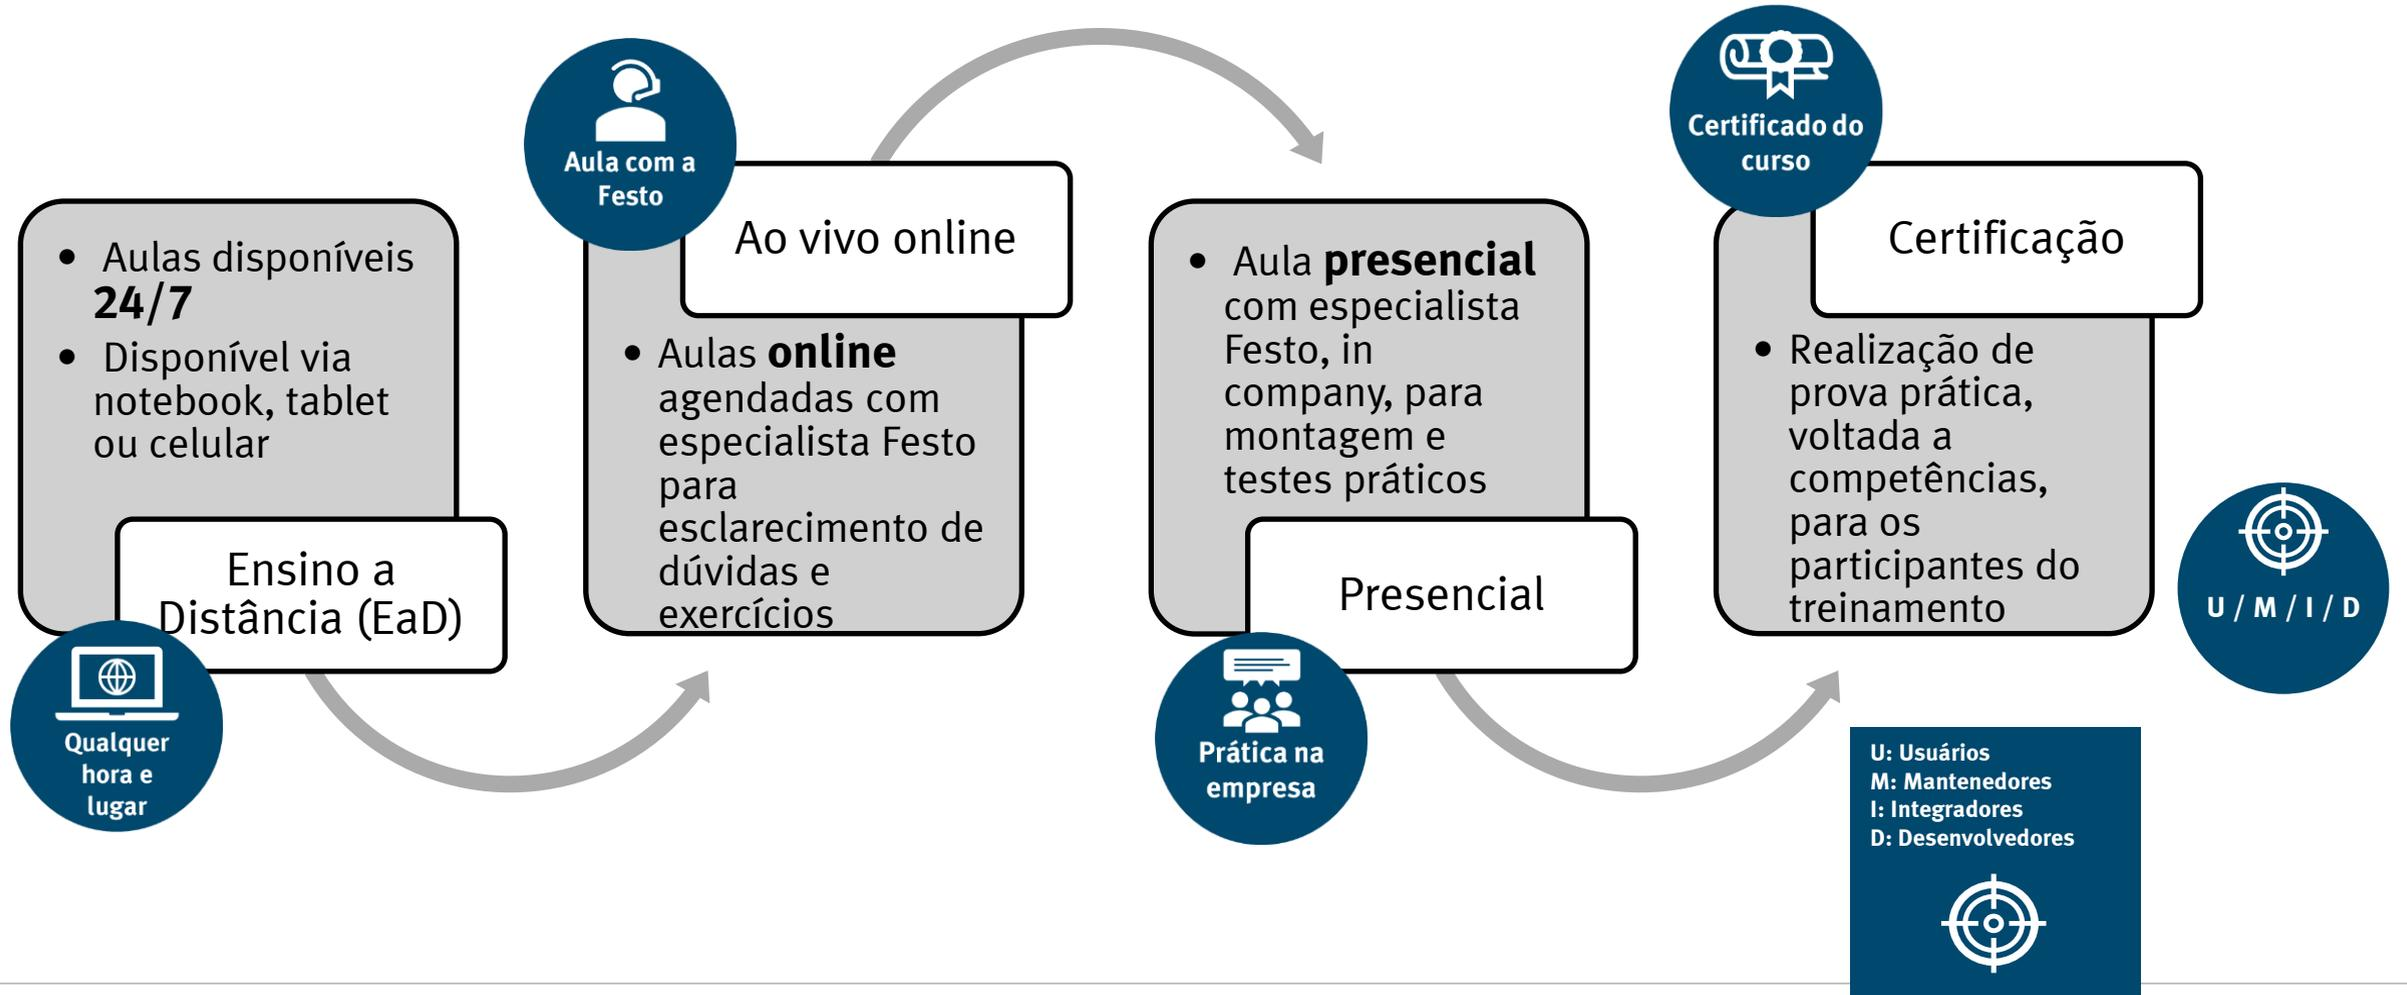 • Aulas disponíveis
24/7
• Disponível via
notebook, tablet
ou celular
Ensino a
Distância (EaD)
Qualquer
hora e
lugar
Aula com a
Festo
Ao vivo online
• Aulas online
agendadas com
especialista Festo
para
esclarecimento de
dúvidas e
exercícios
• Aula presencial
com especialista
Festo, in
company, para
montagem e
testes práticos
Presencial
Prática na
empresa
Certificado do
curso
Certificação
• Realização de
prova prática,
voltada a
competências,
para os
participantes do
treinamento
U / M / I / D
U: Usuários
M: Mantenedores
I: Integradores
D: Desenvolvedores